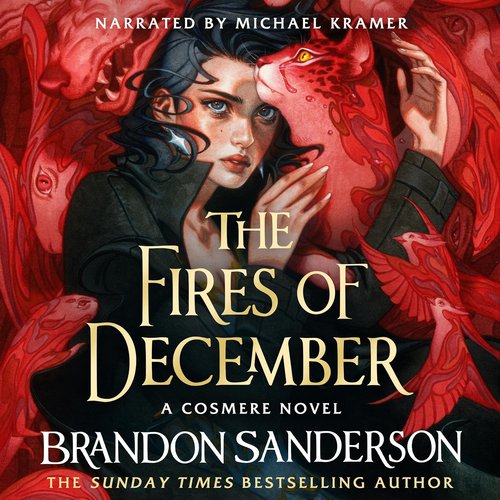 NARRATED BY MICHAEL KRAMER
THE
FIRES OF
DECEMBER
A COSMERE NOVEL
BRANDON SANDERSON
THE SUNDAY TIMES BESTSELLING AUTHOR